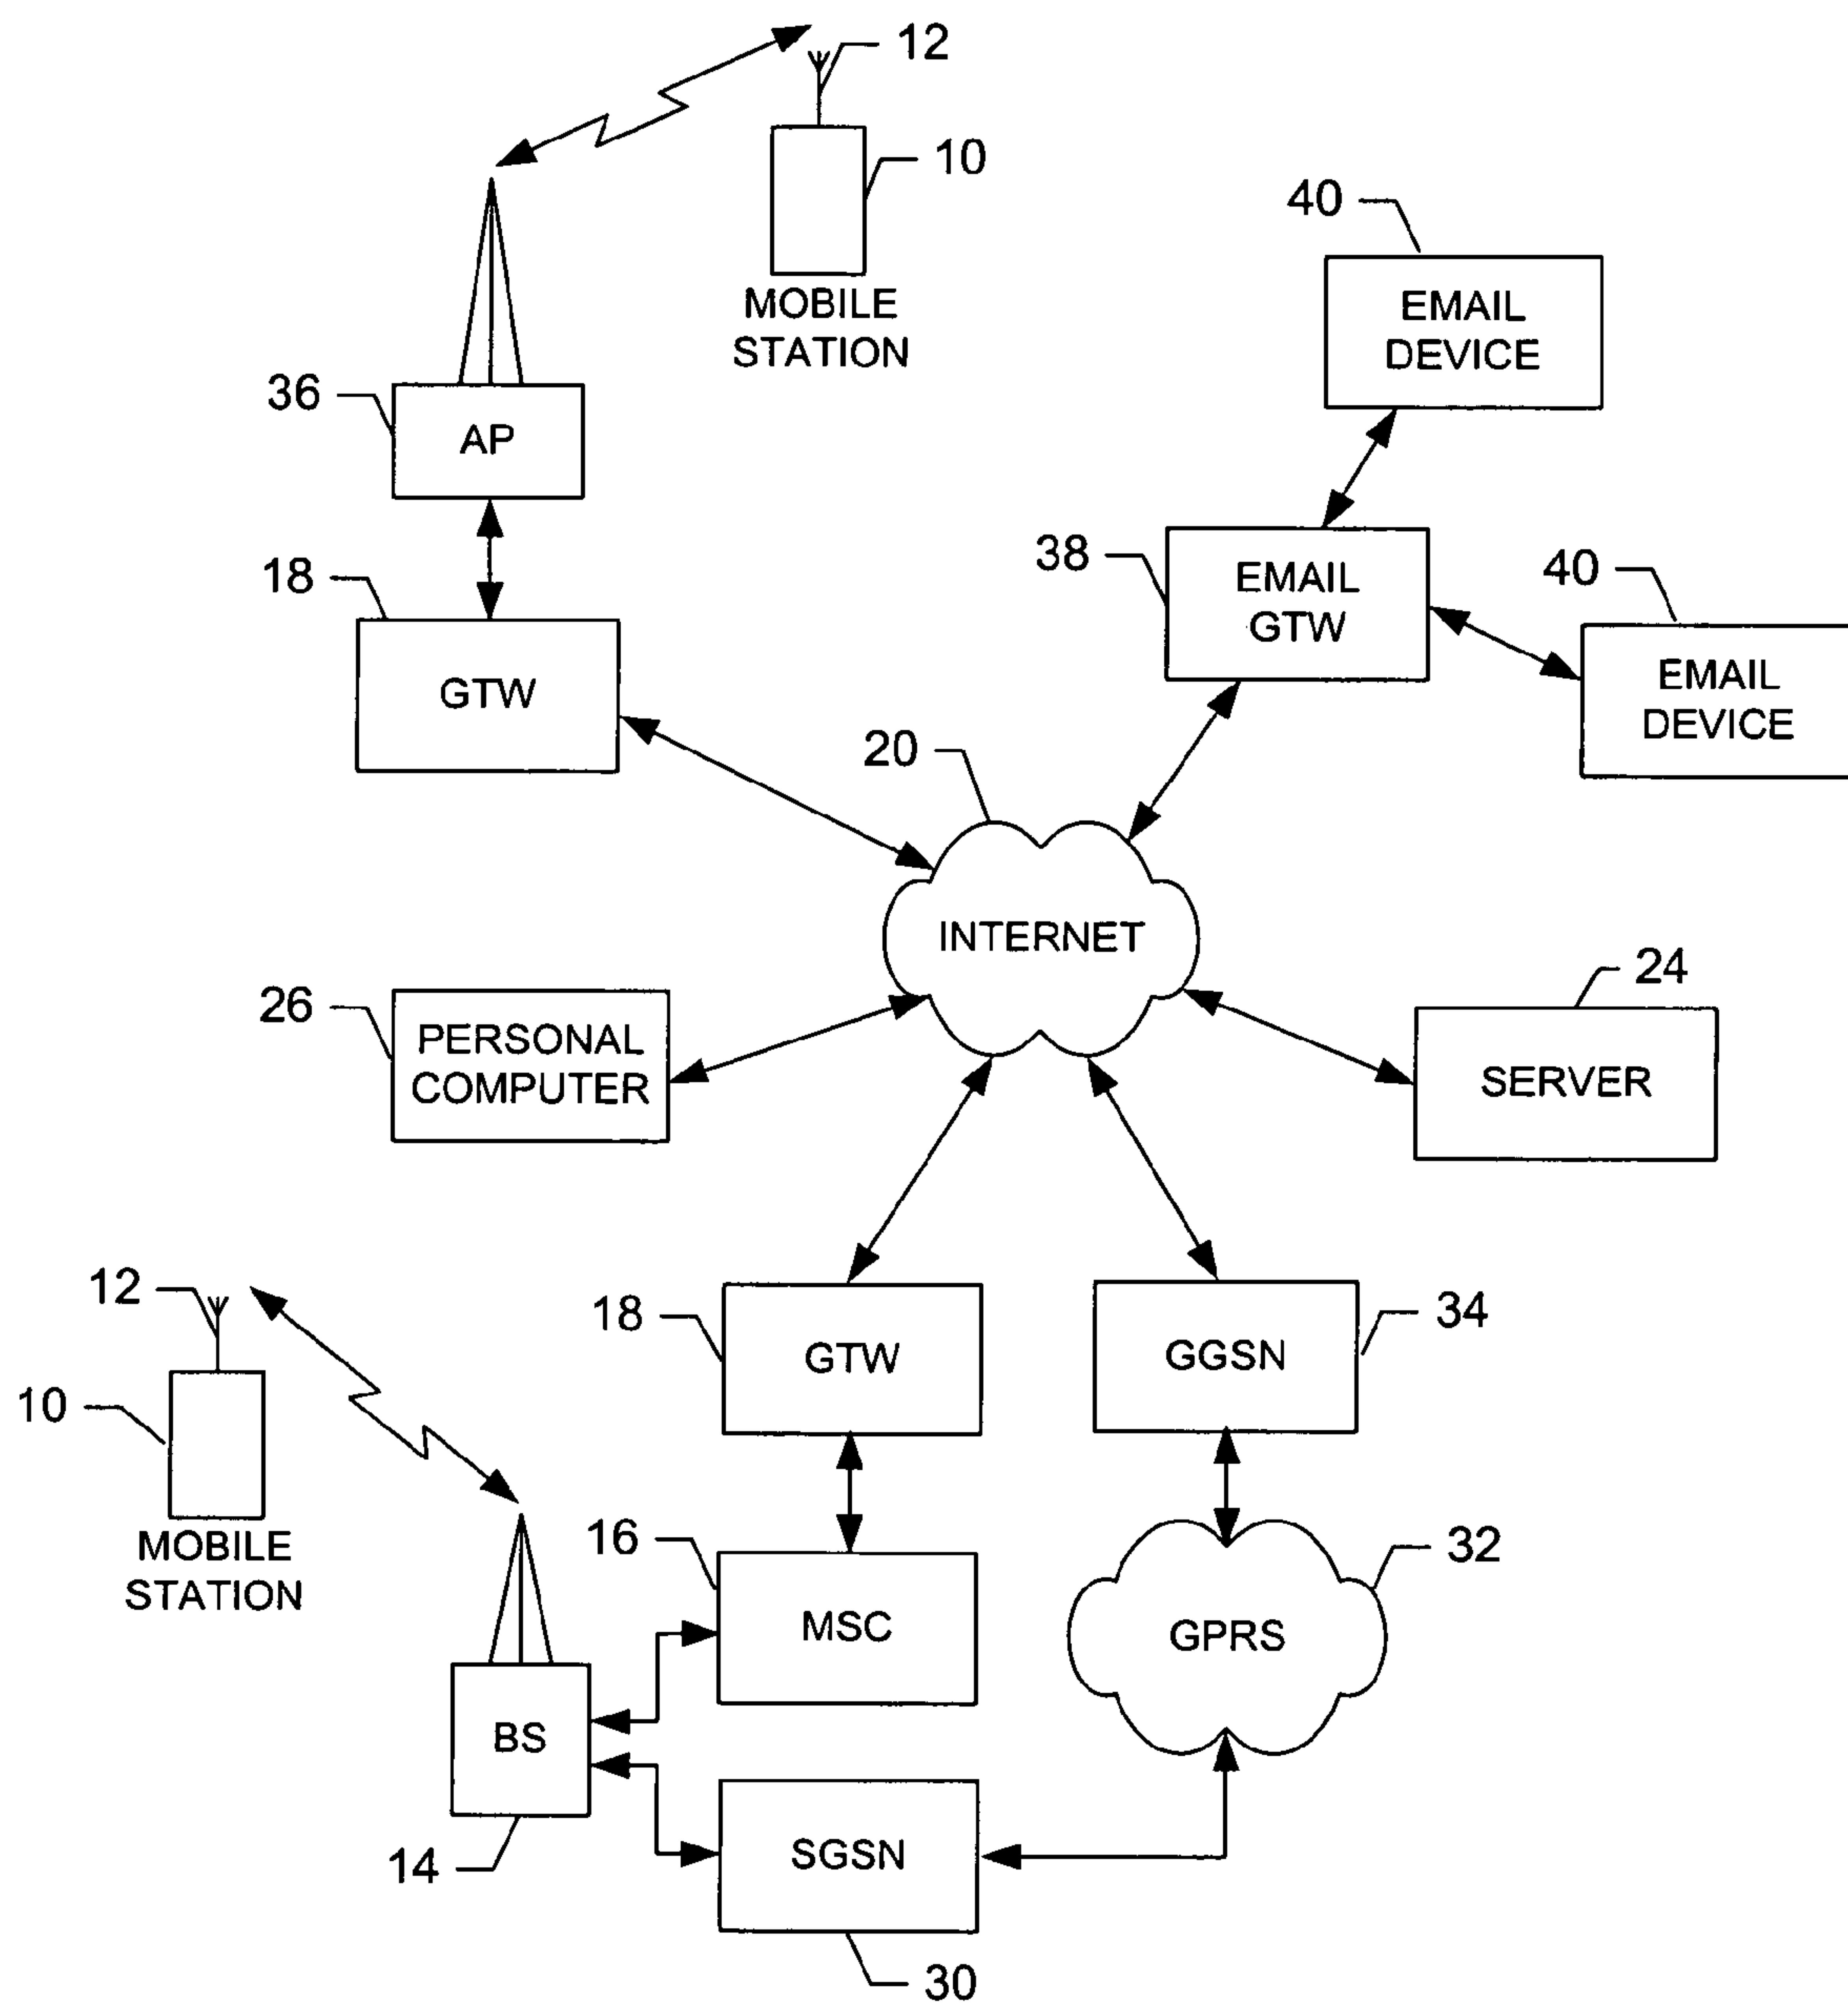 12
10
MOBILE
STATION
40
EMAIL
DEVICE
36
AP
38
EMAIL
GTW
40
EMAIL
DEVICE
18
GTW
20
INTERNET
26
PERSONAL
COMPUTER
24
SERVER
12
10
MOBILE
STATION
18
GTW
34
GGSN
16
MSC
32
GPRS
BS
14
SGSN
30